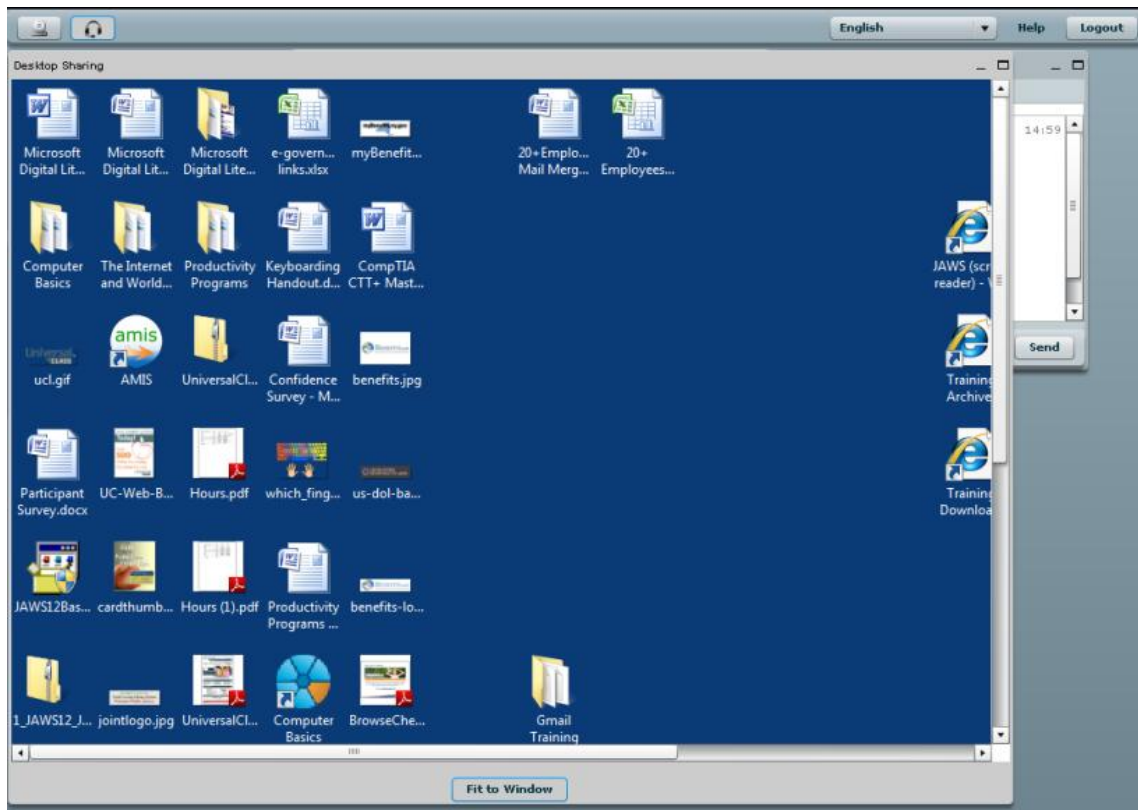 English
Help
Logout
Desktop Sharing
14:59
Microsoft
Digital Lit...
Microsoft
Digital Lit...
Microsoft
Digital Lite...
e-govern...
links.xlsx
myBenefit...
20+Emplo...
Mail Merg...
20+
Employees...
Computer
Basics
The Internet
and World...
Productivity
Programs
Keyboarding
Handout.d...
CompTIA
CTT+ Mast...
JAWS (scr
reader) -
amis
ucl.gif
AMIS
UniversalCl...
Confidence
Survey - M...
benefits.jpg
Training
Archive
Send
Participant
Survey.docx
UC-Web-B...
Hours.pdf
which_fing...
us-dol-ba...
Training
Downloa
JAWS12Bas...
cardthumb...
Hours (1).pdf
Productivity
Programs ...
benefits-lo...
1_JAWS12_J...
jointlogo.jpg
UniversalCl...
Computer
Basics
BrowseChe...
Gmail
Training
Fit to Window